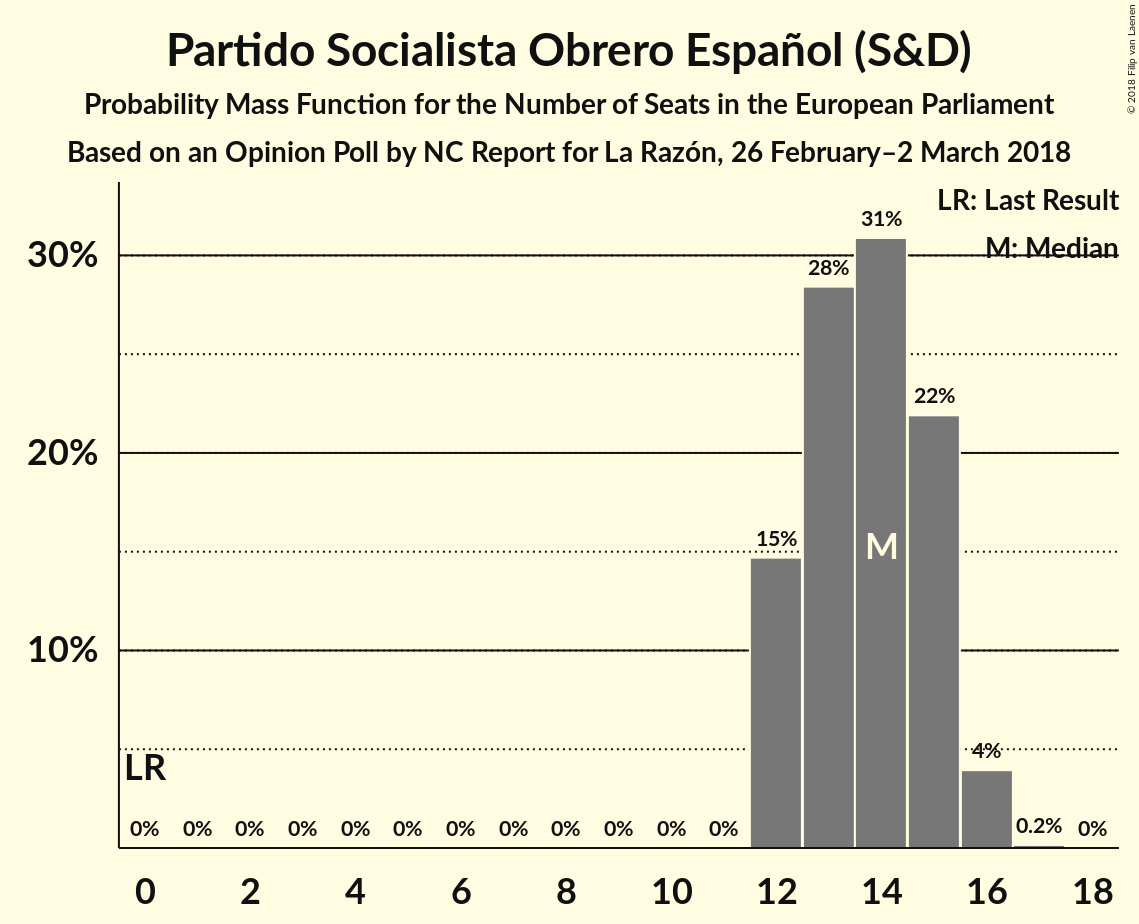 Partido Socialista Obrero Español (S&D)
Probability Mass Function for the Number of Seats in the European Parliament
Based on an Opinion Poll by NC Report for La Razón, 26 February–2 March 2018
© 2018 Filip van Laenen
LR: Last Result
M: Median
30%
20%
10%
31%
28%
22%
15%
M
4%
LR
0% 0% 0% 0% 0% 0% 0% 0% 0% 0% 0% 0% 0.2% 0%
0 2 4 6 8 10 12 14 16 18